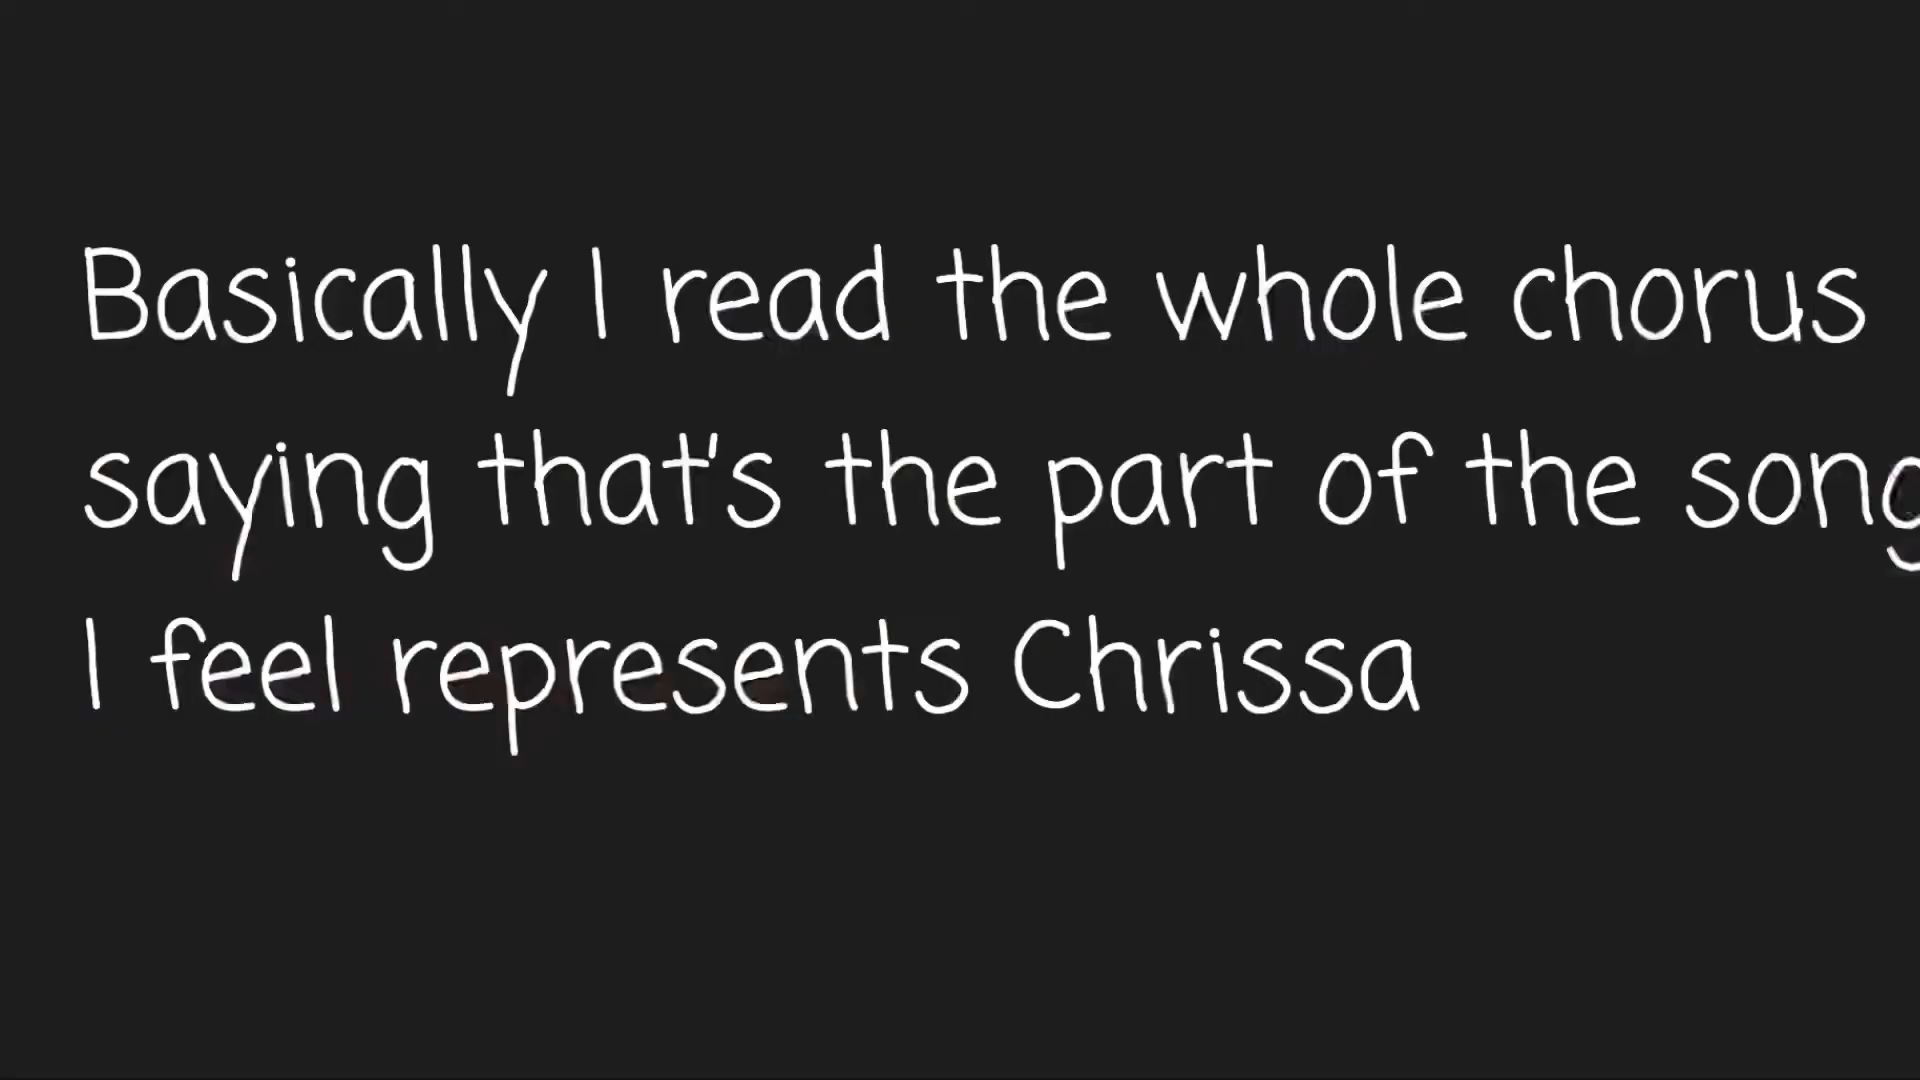 Basically I read the whole chorus
saying that's the part of the song
I feel represents Chrissa